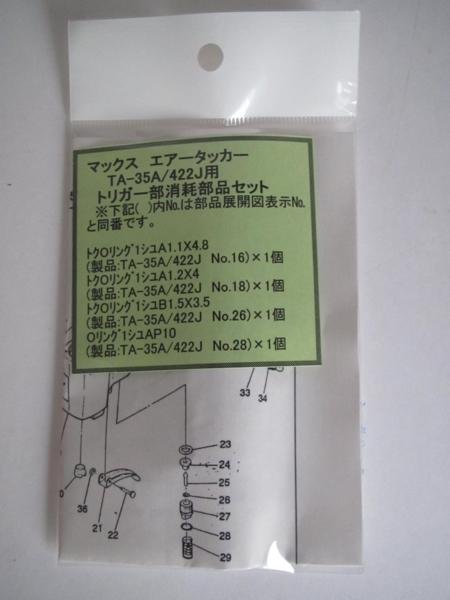 マックス エアータッカー
TA-35A/422J用
トリガー部消耗部品セット
※下記( )内No.は部品展開図表示No.
と同番です。
トクOリング1シュA1.1X4.8
(製品:TA-35A/422J No.16)×1個
トクOリング1シュA1.2X4
(製品:TA-35A/422J No.18)×1個
トクOリング1シュB1.5X3.5
(製品:TA-35A/422J No.26)×1個
Oリング1シュAP10
(製品:TA-35A/422J No.28)×1個
33
34
23
24
25
26
27
28
29
36
21
22